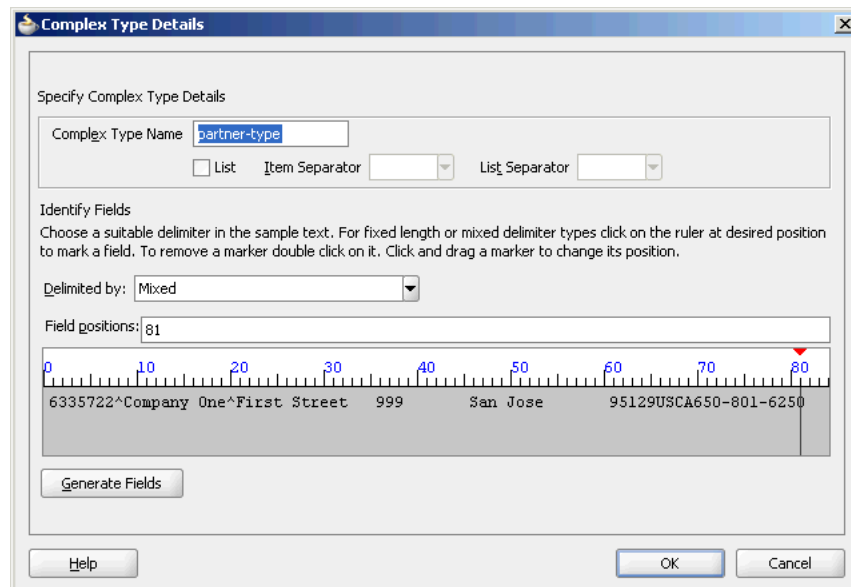 Complex Type Details
Specify Complex Type Details
Complex Type Name partner-type
List Item Separator List Separator
Identify Fields
Choose a suitable delimiter in the sample text. For fixed length or mixed delimiter types click on the ruler at desired position
to mark a field. To remove a marker double click on it. Click and drag a marker to change its position.
Delimited by: Mixed
Field positions: 81
0 10 20 30 40 50 60 70 80
6335722^Company One^First Street 999 San Jose 95129USCA650-801-6250
Generate Fields
Help OK Cancel